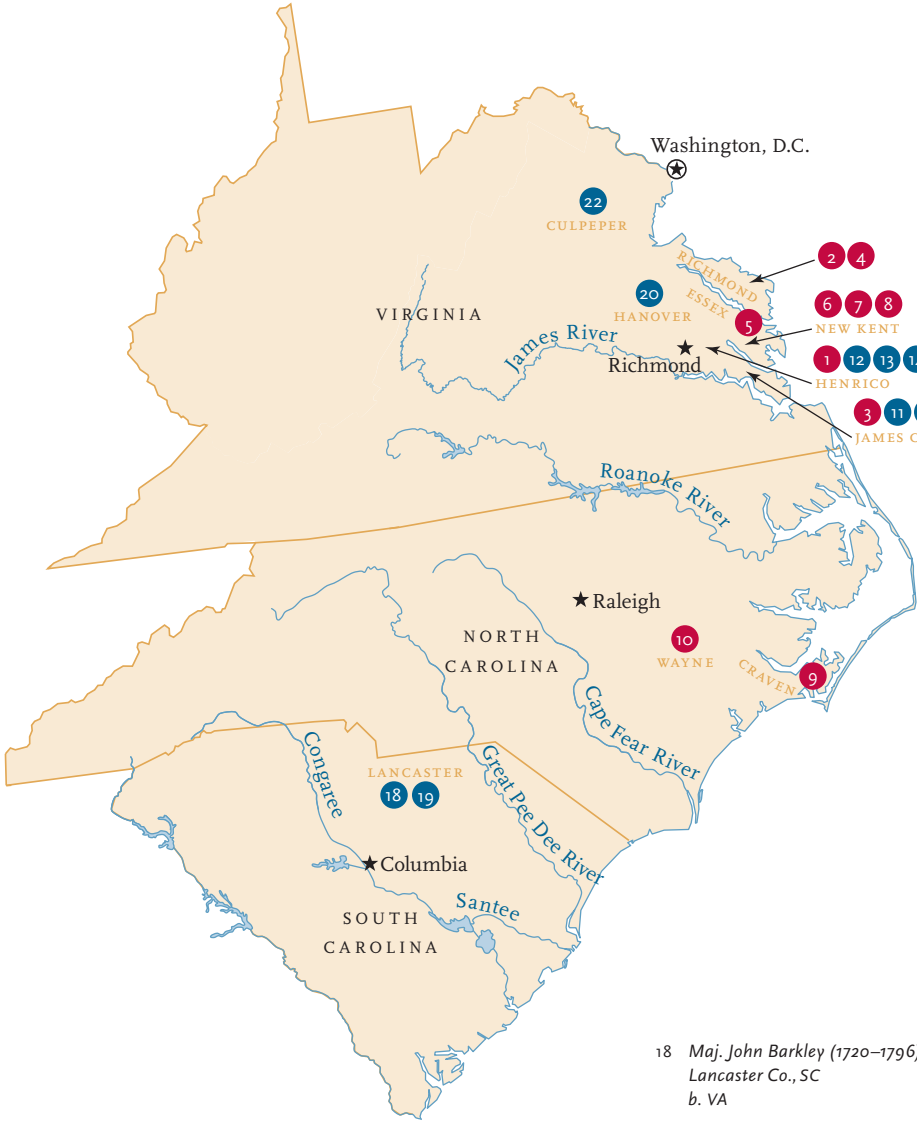 Washington, D.C.
22
CULPEPER
RICHMOND
2 4
ESSEX
20
HANOVER
6 7 8
NEW KENT
5
VIRGINIA
James River
Richmond
1 12 13
HENRICO
3 11
JAMES
Roanoke River
Raleigh
NORTH
CAROLINA
10
WAYNE
CRAVEN
9
Cape Fear River
Congaree
LANCASTER
18 19
Great Pee Dee River
Columbia
Santee
SOUTH
CAROLINA
18 Maj. John Barkley (1720–1796)
Lancaster Co., SC
b. VA